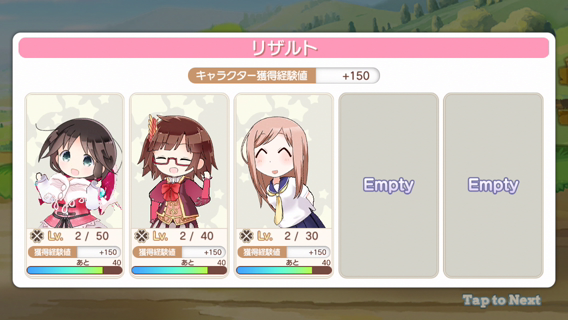 リザルト
キャラクター獲得経験値 +150
Lv. 2 / 50
獲得経験値 +150
あと 40
Lv. 2 / 40
獲得経験値 +150
あと 40
Lv. 2 / 30
獲得経験値 +150
あと 40
Empty
Empty
Tap to Next